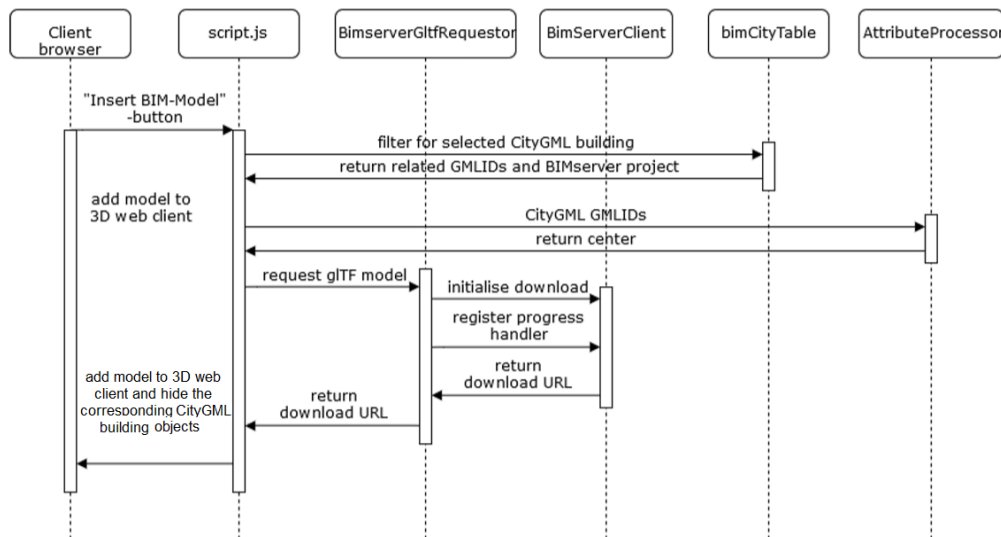 Client
browser
script.js
BimserverGltfRequestor
BimServerClient
bimCityTable
AttributeProcessor
"Insert BIM-Model"
-button
filter for selected CityGML building
return related GMLIDs and BIMserver project
add model to
3D web client
CityGML GMLIDs
return center
request glTF model
initialise download
register progress
handler
return
download URL
add model to 3D web
client and hide the
corresponding CityGML
building objects
return
download URL